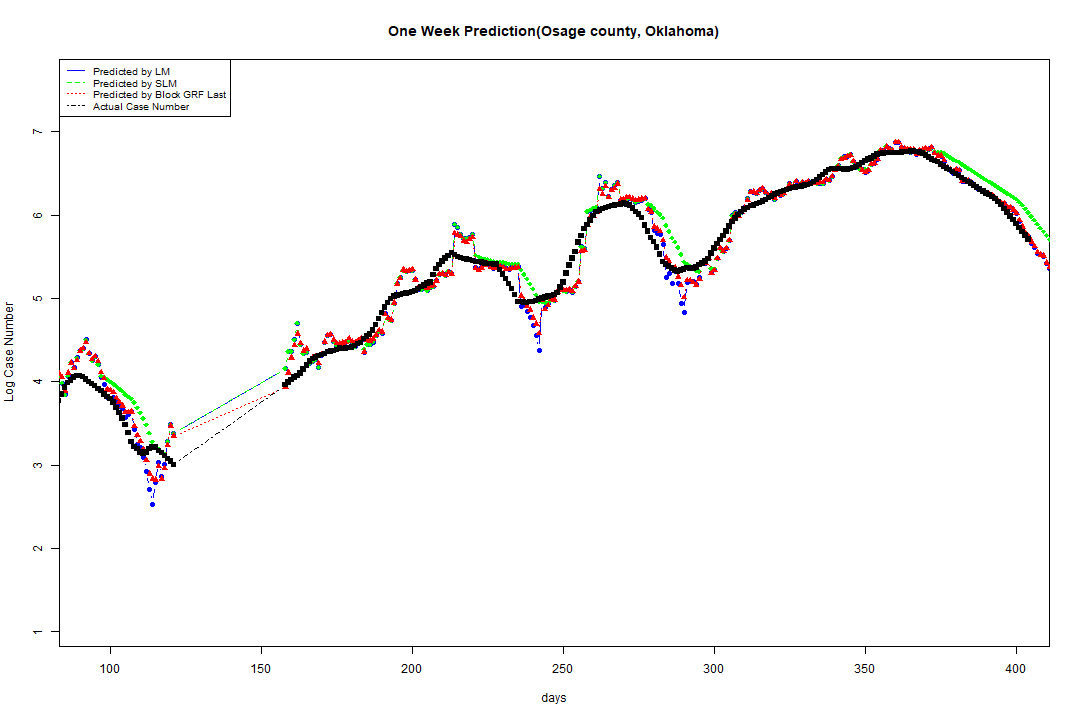 One Week Prediction(Osage county, Oklahoma)
Predicted by LM
Predicted by SLM
Predicted by Block GRF Last
Actual Case Number
7
6
5
4
3
2
1
Log Case Number
100 150 200 250 300 350 400
days